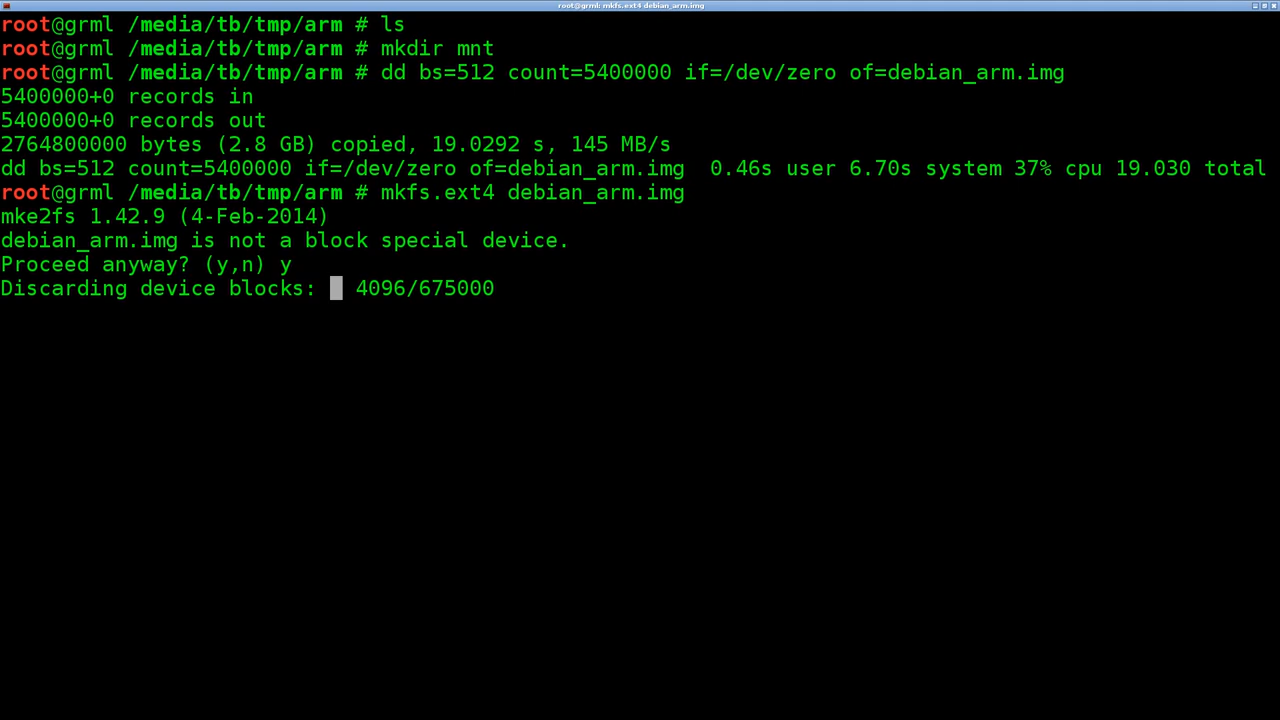 root@grml: mkfs.ext4 debian_arm.img
root@grml /media/tb/tmp/arm # ls
root@grml /media/tb/tmp/arm # mkdir mnt
root@grml /media/tb/tmp/arm # dd bs=512 count=5400000 if=/dev/zero of=debian_arm.img
5400000+0 records in
5400000+0 records out
2764800000 bytes (2.8 GB) copied, 19.0292 s, 145 MB/s
dd bs=512 count=5400000 if=/dev/zero of=debian_arm.img  0.46s user 6.70s system 37% cpu 19.030 total
root@grml /media/tb/tmp/arm # mkfs.ext4 debian_arm.img
mke2fs 1.42.9 (4-Feb-2014)
debian_arm.img is not a block special device.
Proceed anyway? (y,n) y
Discarding device blocks:   4096/675000